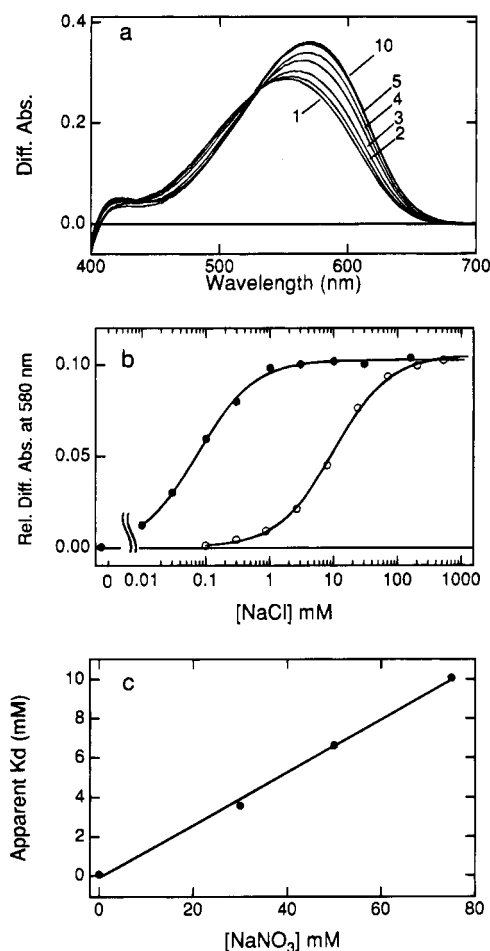 a
Diff. Abs.
0.4
0.2
0.0
10
5
4
3
2
1
400 500 600 700
Wavelength (nm)
b
Rel. Diff. Abs. at 580 nm
0.10
0.05
0.00
0 0.01 0.1 1 10 100 1000
[NaCl] mM
c
Apparent Kd (mM)
10
8
6
4
2
0
0 20 40 60 80
[NaNO₃] mM